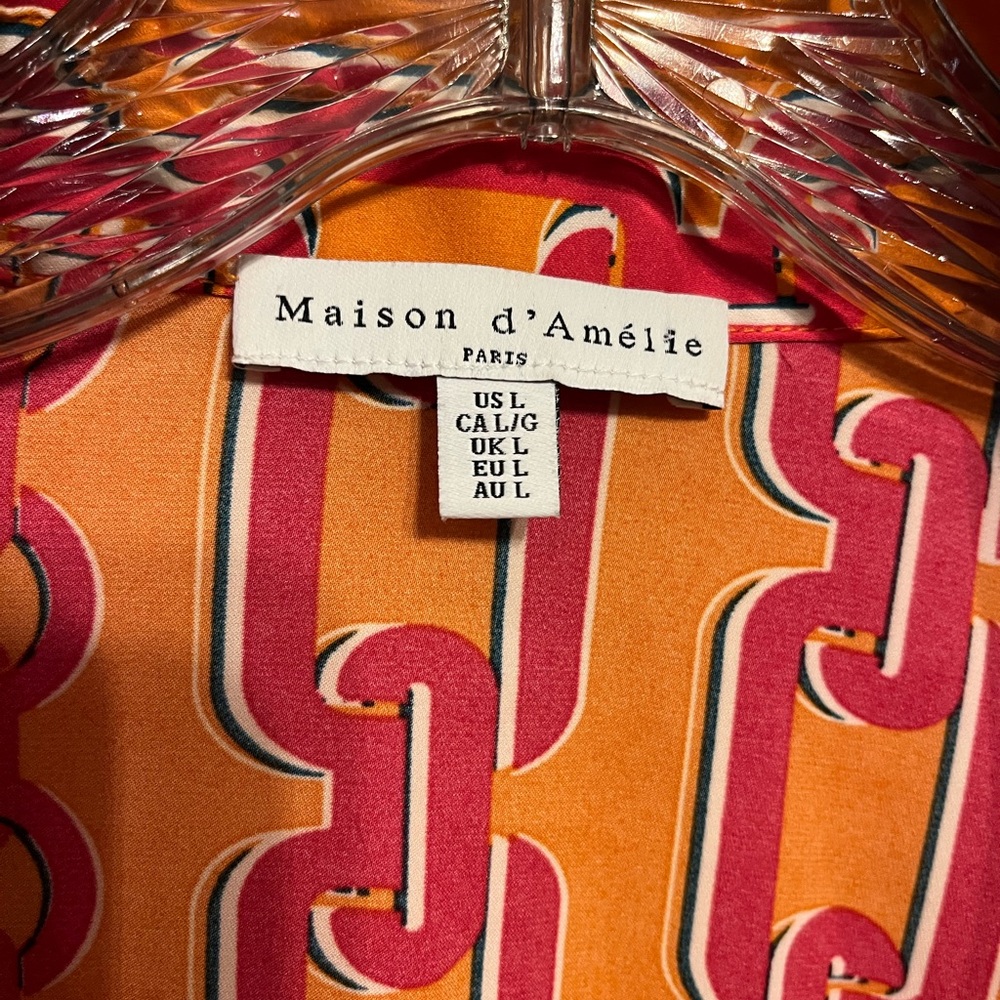 Maison d'Amélie
PARIS
US L
CA L/G
UK L
EU L
AU L